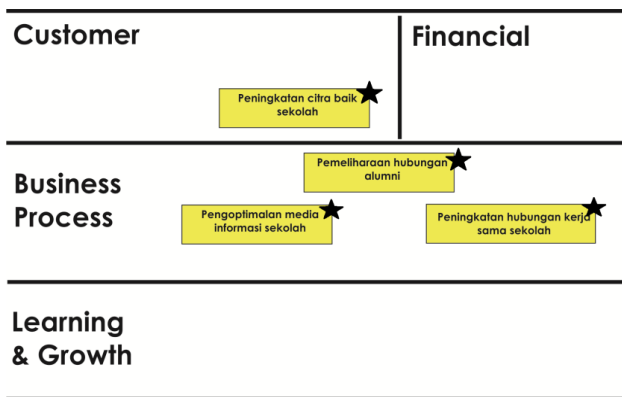 Customer
Financial
Peningkatan citra baik
sekolah
Business
Process
Pemeliharaan hubungan
alumni
Pengoptimalan media
informasi sekolah
Peningkatan hubungan kerja
sama sekolah
Learning
& Growth